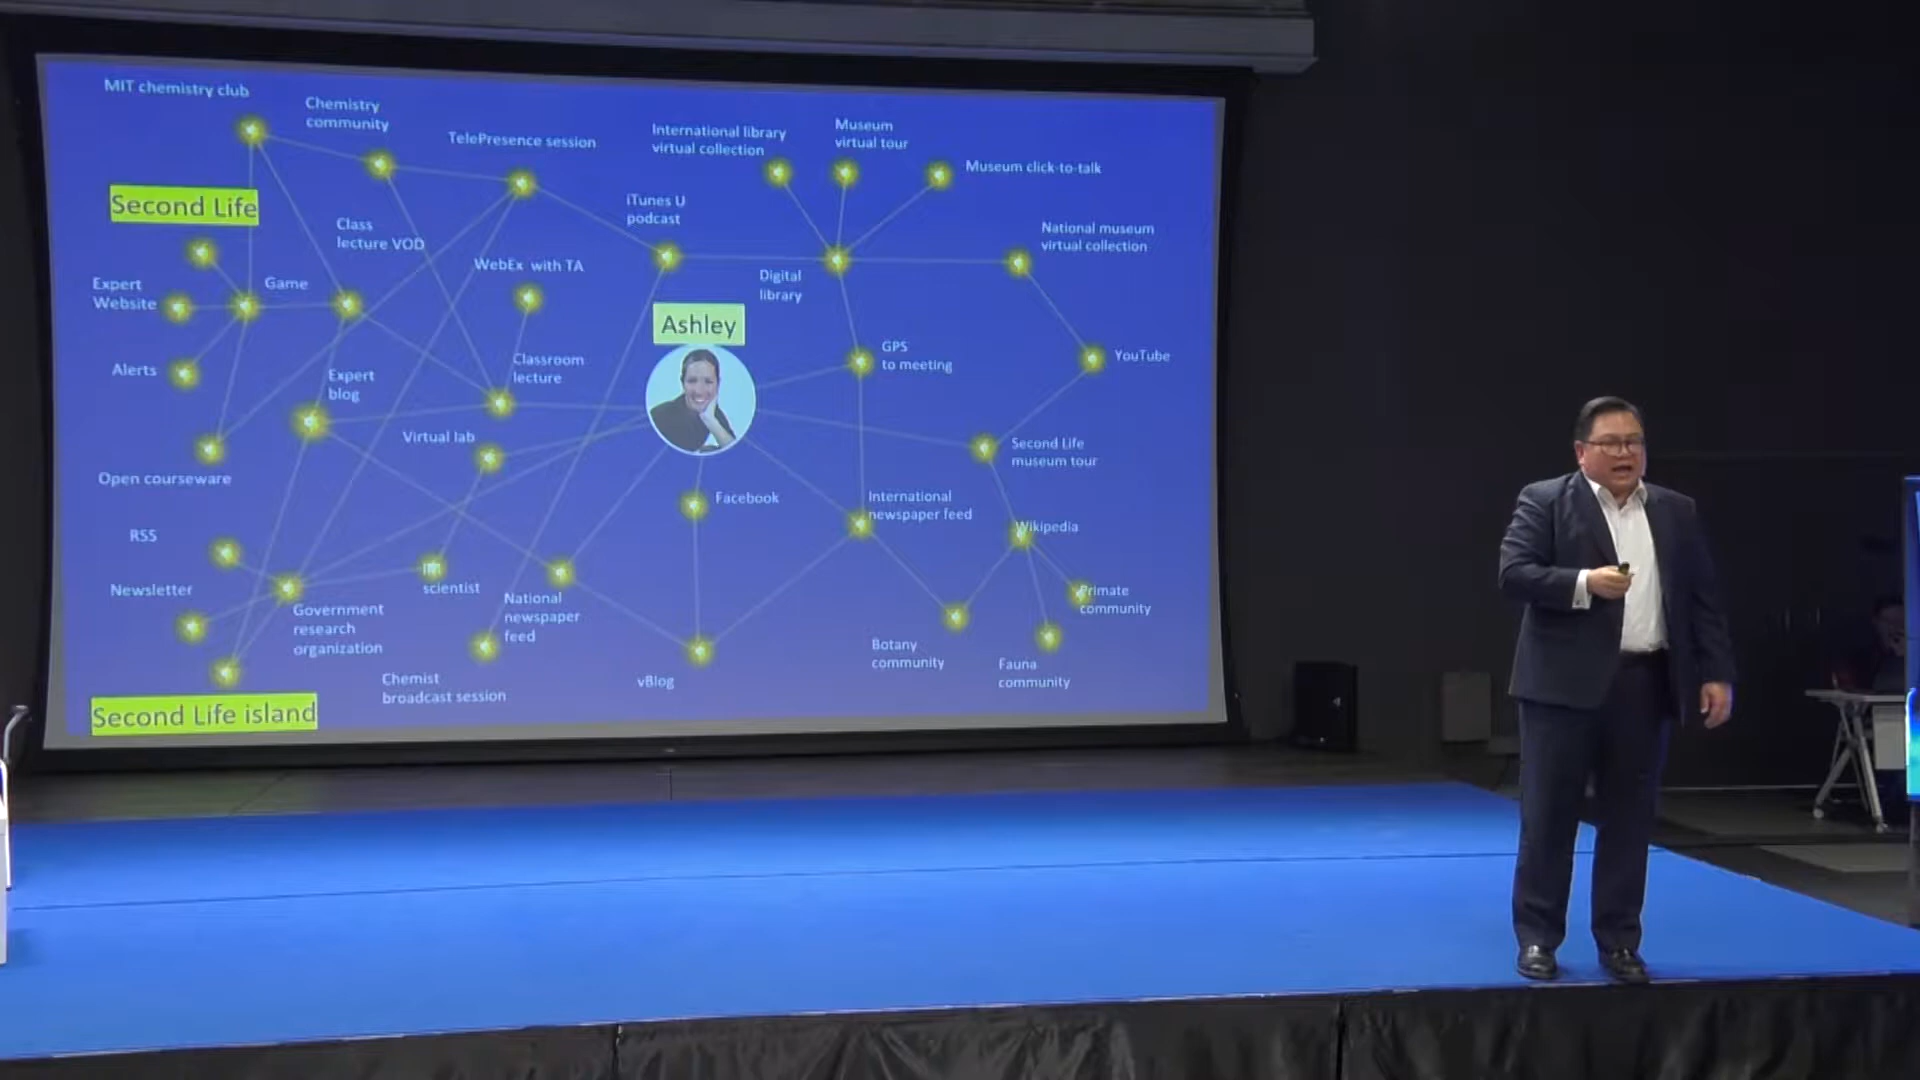 MIT chemistry club
Chemistry
community
TelePresence session
International library
virtual collection
Museum
virtual tour
Museum click-to-talk
Second Life
Class
lecture VOD
iTunes U
podcast
National museum
virtual collection
WebEx with TA
Expert
Website
Game
Digital
library
Ashley
GPS
to meeting
YouTube
Alerts
Expert
blog
Classroom
lecture
Virtual lab
Second Life
museum tour
Open courseware
Facebook
International
newspaper feed
Wikipedia
RSS
scientist
Newsletter
Government
research
organization
National
newspaper
feed
Primate
community
Botany
community
Fauna
community
Chemist
broadcast session
vBlog
Second Life island